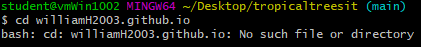 student@vmWin1002 MINGW64 ~/Desktop/tropicaltreesit (main)
$ cd williamH2003.github.io
bash: cd: williamH2003.github.io: No such file or directory